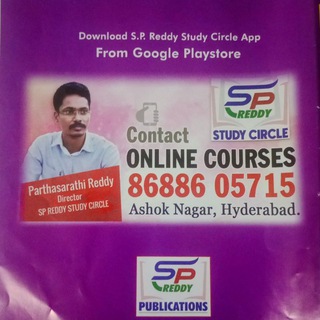 Download S.P. Reddy Study Circle App
From Google Playstore
SP
REDDY
STUDY CIRCLE
Contact
ONLINE COURSES
86886 05715
Ashok Nagar, Hyderabad.
Parthasarathi Reddy
Director
SP REDDY STUDY CIRCLE
SP
REDDY
PUBLICATIONS